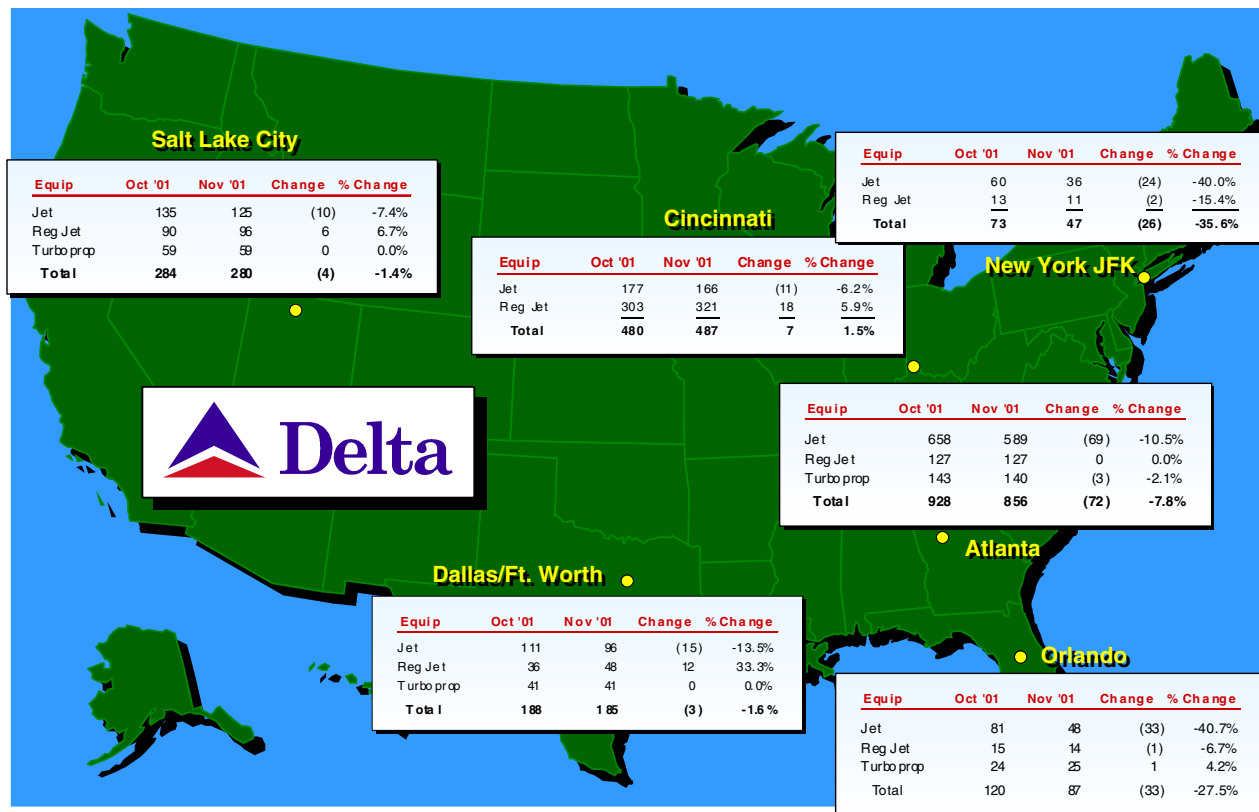 Salt Lake City
Equip Oct '01 Nov '01 Change % Change
Jet 135 125 (10) -7.4%
Reg Jet 90 96 6 6.7%
Turboprop 59 59 0 0.0%
Total 284 280 (4) -1.4%
Cincinnati
Equip Oct '01 Nov '01 Change % Change
Jet 177 166 (11) -6.2%
Reg Jet 303 321 18 5.9%
Total 480 487 7 1.5%
Equip Oct '01 Nov '01 Change % Change
Jet 60 36 (24) -40.0%
Reg Jet 13 11 (2) -15.4%
Total 73 47 (26) -35.6%
New York JFK
Delta
Equip Oct '01 Nov '01 Change % Change
Jet 658 589 (69) -10.5%
Reg Jet 127 127 0 0.0%
Turboprop 143 140 (3) -2.1%
Total 928 856 (72) -7.8%
Atlanta
Dallas/Ft. Worth
Equip Oct '01 Nov '01 Change % Change
Jet 111 96 (15) -13.5%
Reg Jet 36 48 12 33.3%
Turboprop 41 41 0 0.0%
Total 188 185 (3) -1.6%
Orlando
Equip Oct '01 Nov '01 Change % Change
Jet 81 48 (33) -40.7%
Reg Jet 15 14 (1) -6.7%
Turboprop 24 25 1 4.2%
Total 120 87 (33) -27.5%